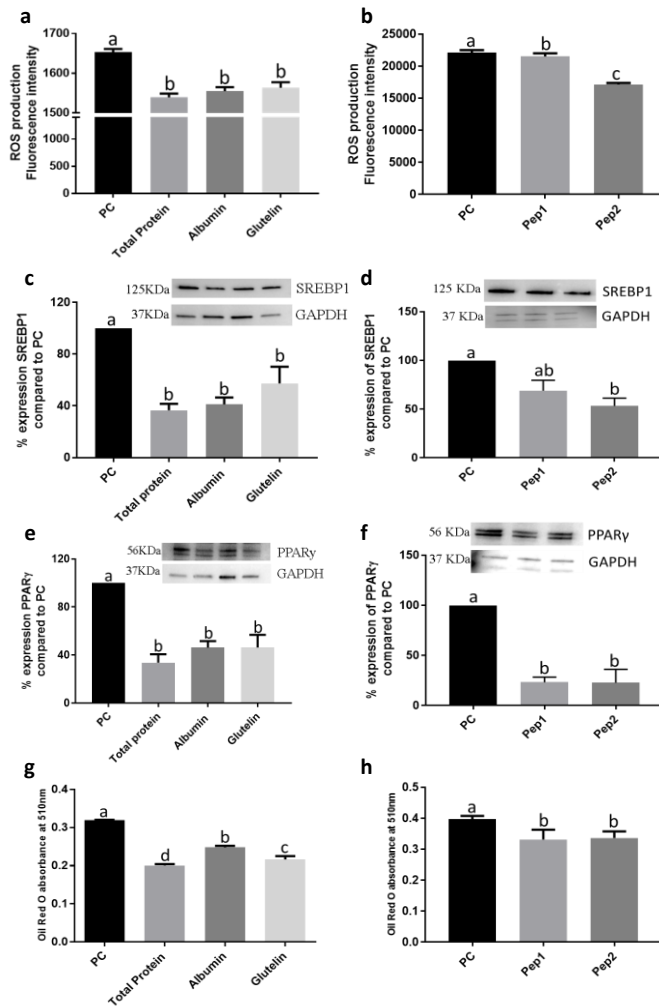 a
ROS production
Fluorescence intensity
1700
1600
1500
1000
500
0
a
b
b
b
PC
Total Protein
Albumin
Glutelin
b
ROS production
Fluorescence intensity
25000
20000
15000
10000
5000
0
a
b
c
PC
Pep1
Pep2
c
% expression SREBP1
compared to PC
120
80
40
0
125KDa
SREBP1
37KDa
GAPDH
a
b
b
b
PC
Total protein
Albumin
Glutelin
d
% expression of SREBP1
compared to PC
150
100
50
0
125 KDa
SREBP1
37 KDa
GAPDH
a
ab
b
PC
Pep1
Pep2
e
% expression PPARγ
compared to PC
120
80
40
0
56KDa
PPARγ
37KDa
GAPDH
a
b
b
b
PC
Total protein
Albumin
Glutelin
f
% expression of PPARγ
compared to PC
150
100
50
0
56 KDa
PPARγ
37 KDa
GAPDH
a
b
b
PC
Pep1
Pep2
g
Oil Red O absorbance at 510nm
0.4
0.3
0.2
0.1
0.0
a
d
b
c
PC
Total Protein
Albumin
Glutelin
h
Oil Red O absorbance at 510nm
0.5
0.4
0.3
0.2
0.1
0.0
a
b
b
PC
Pep1
Pep2